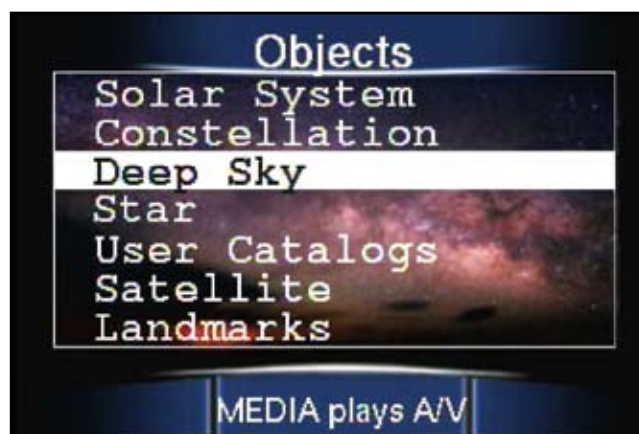 Objects
Solar System
Constellation
Deep Sky
Star
User Catalogs
Satellite
Landmarks
MEDIA plays A/V